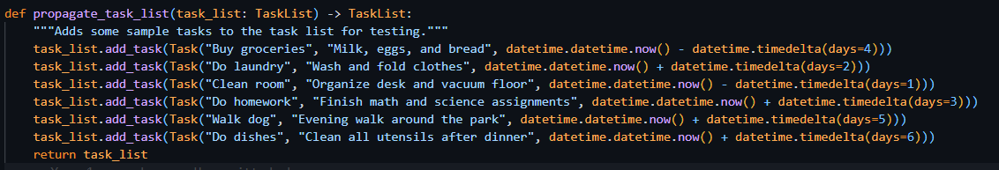 def propagate_task_list(task_list: TaskList) -> TaskList:
    """Adds some sample tasks to the task list for testing."""
    task_list.add_task(Task("Buy groceries", "Milk, eggs, and bread", datetime.datetime.now() - datetime.timedelta(days=4)))
    task_list.add_task(Task("Do laundry", "Wash and fold clothes", datetime.datetime.now() + datetime.timedelta(days=2)))
    task_list.add_task(Task("Clean room", "Organize desk and vacuum floor", datetime.datetime.now() - datetime.timedelta(days=1)))
    task_list.add_task(Task("Do homework", "Finish math and science assignments", datetime.datetime.now() + datetime.timedelta(days=3)))
    task_list.add_task(Task("Walk dog", "Evening walk around the park", datetime.datetime.now() + datetime.timedelta(days=5)))
    task_list.add_task(Task("Do dishes", "Clean all utensils after dinner", datetime.datetime.now() + datetime.timedelta(days=6)))
    return task_list